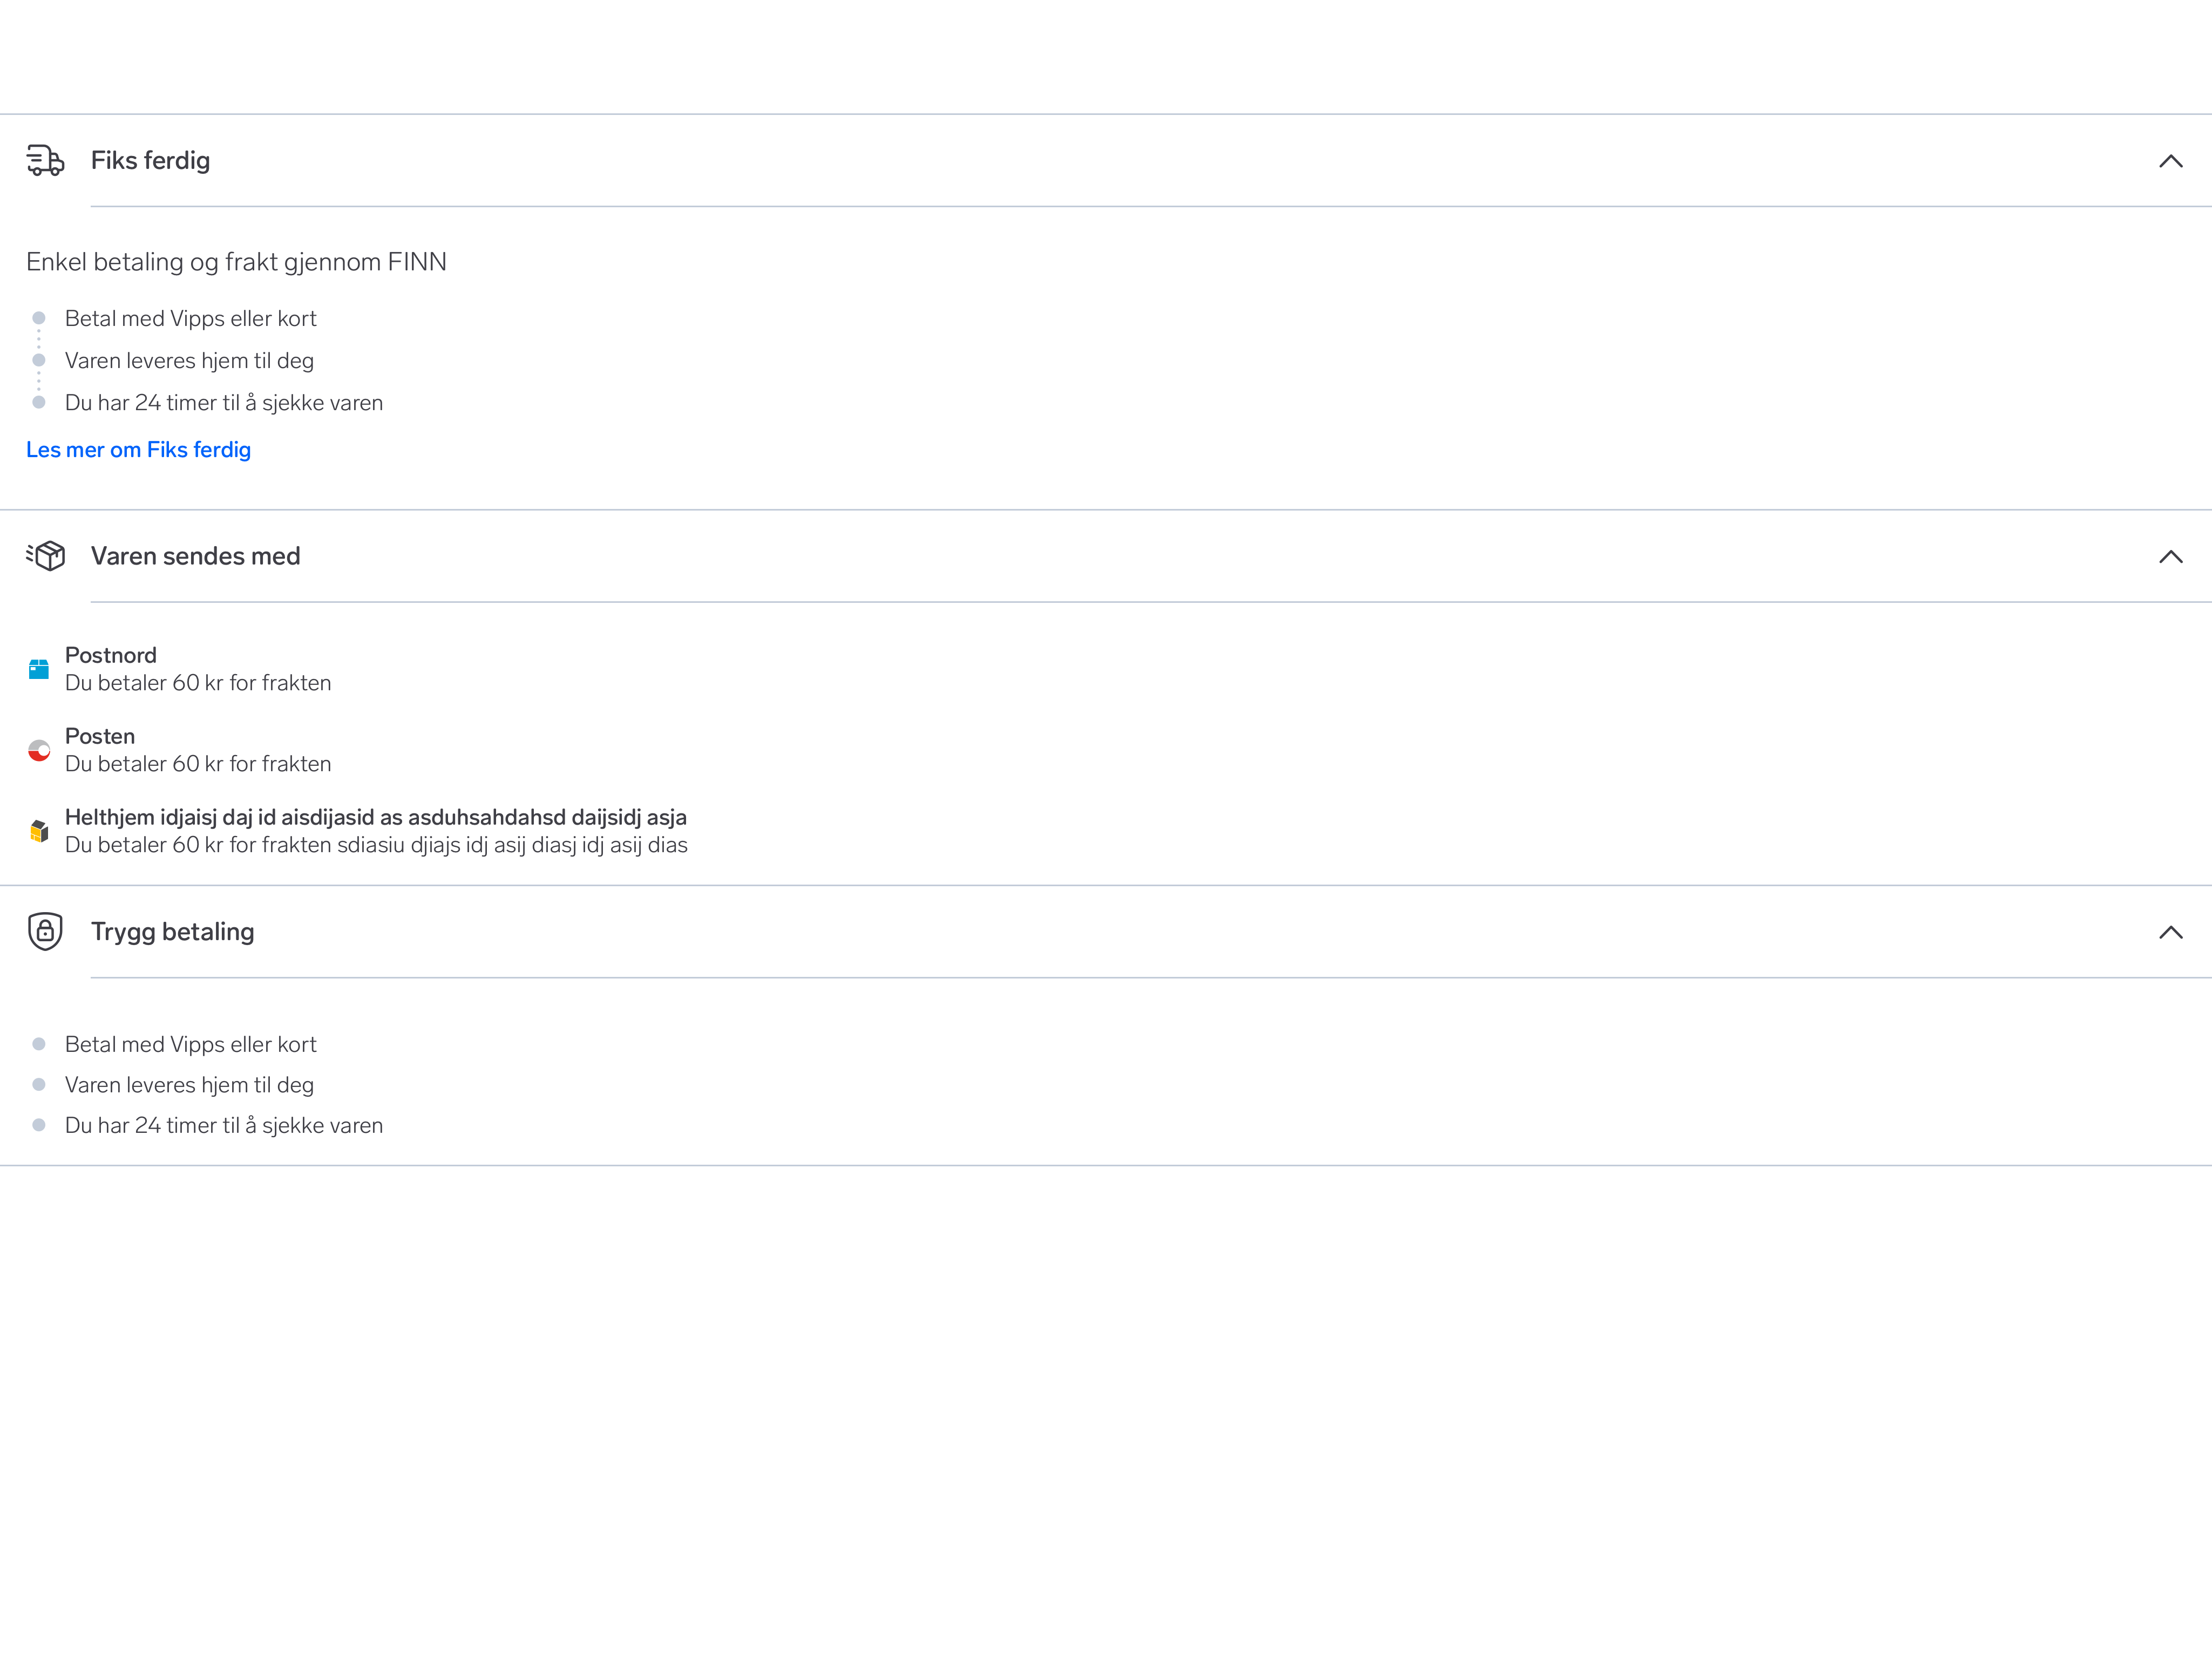 Fiks ferdig
Enkel betaling og frakt gjennom FINN
Betal med Vipps eller kort
Varen leveres hjem til deg
Du har 24 timer til å sjekke varen
Les mer om Fiks ferdig
Varen sendes med
Postnord
Du betaler 60 kr for frakten
Posten
Du betaler 60 kr for frakten
Helthjem idjaisj daj id aisdijasid as asduhsahdahsd daijsidj asja
Du betaler 60 kr for frakten sdiasiu djiajs idj asij diasj idj asij dias
Trygg betaling
Betal med Vipps eller kort
Varen leveres hjem til deg
Du har 24 timer til å sjekke varen